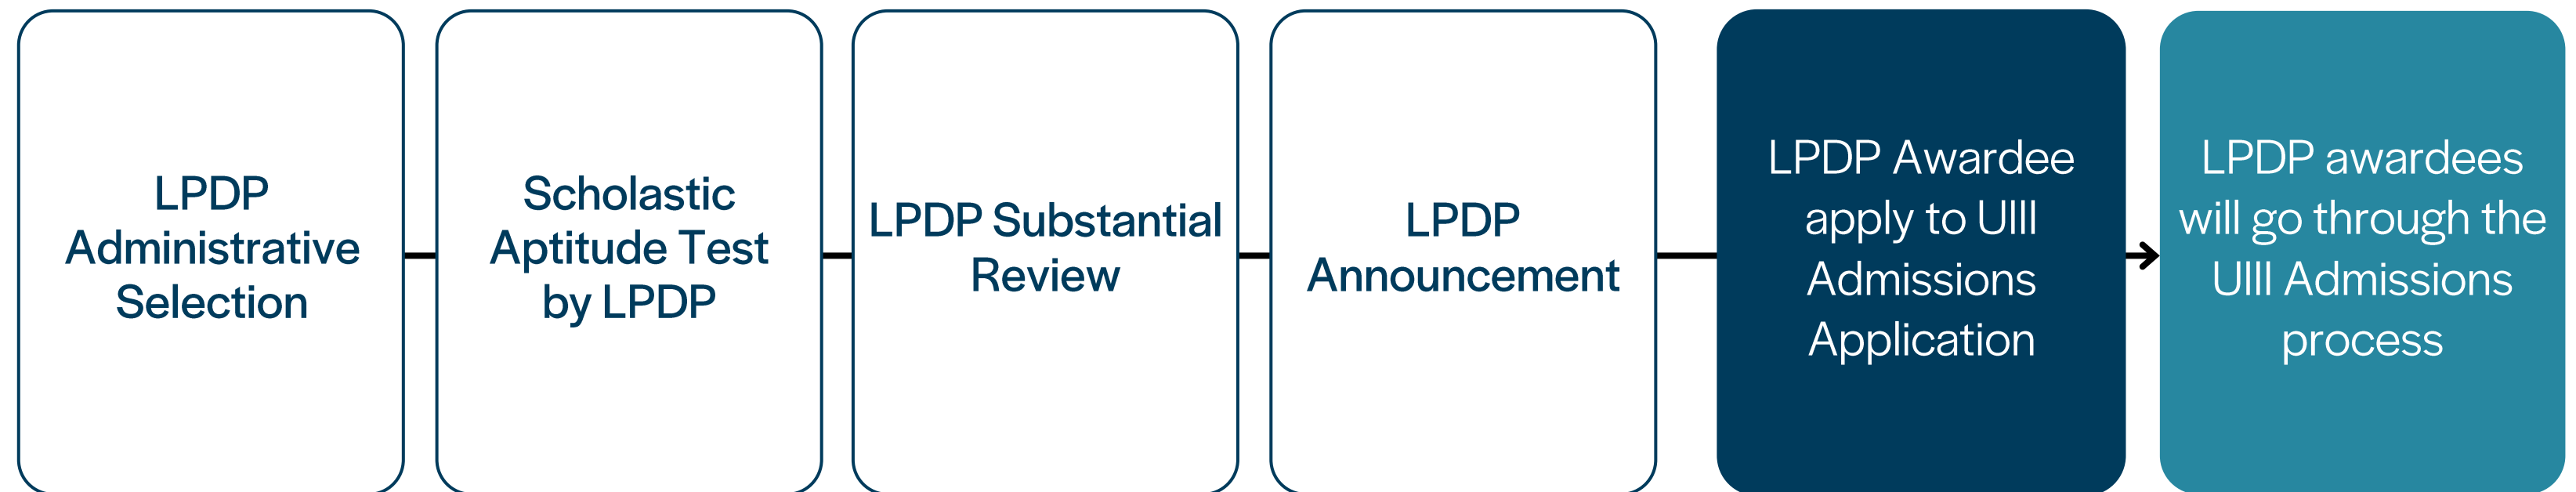 LPDP
Administrative
Selection
Scholastic
Aptitude Test
by LPDP
LPDP Substantial
Review
LPDP
Announcement
LPDP Awardee
apply to UIII
Admissions
Application
LPDP awardees
will go through the
UIII Admissions
process